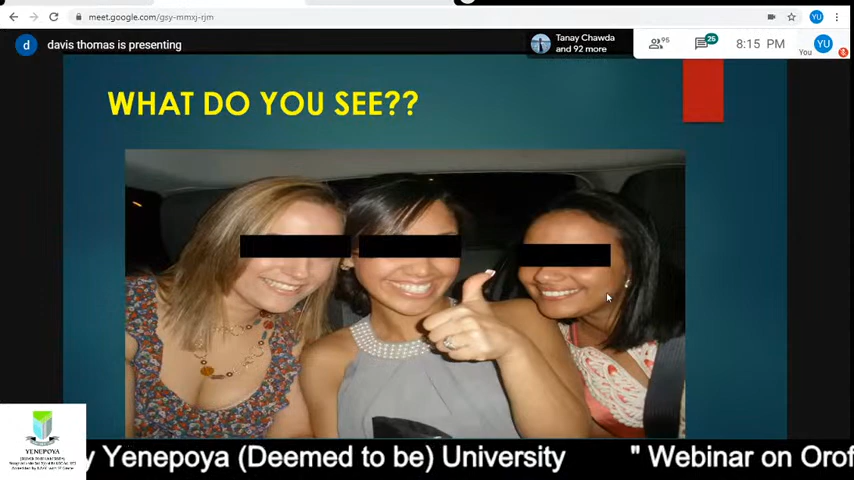 meet.google.com/gsy-mmxj-rjm
YU
d
davis thomas is presenting
Tanay Chawda
and 92 more
95
25
8:15 PM
You
YU
WHAT DO YOU SEE??
YENEPOYA
y Yenepoya (Deemed to be) University
" Webinar on Orof